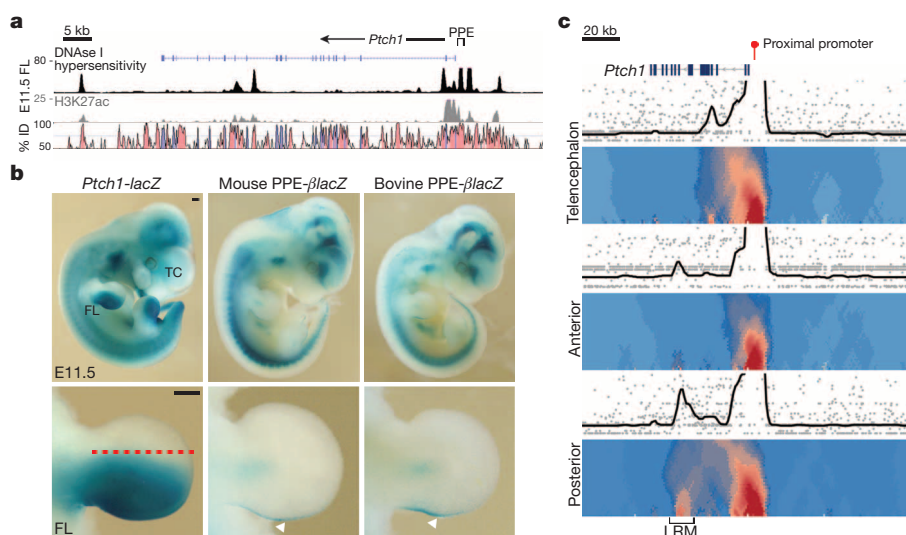 a
5 kb
Ptch1
PPE
DNAse I
hypersensitivity
80
E11.5 FL
25
H3K27ac
% ID
100
50
b
Ptch1-lacZ
Mouse PPE-βlacZ
Bovine PPE-βlacZ
TC
FL
E11.5
FL
c
20 kb
Proximal promoter
Ptch1
Telencephalon
Anterior
Posterior
LRM